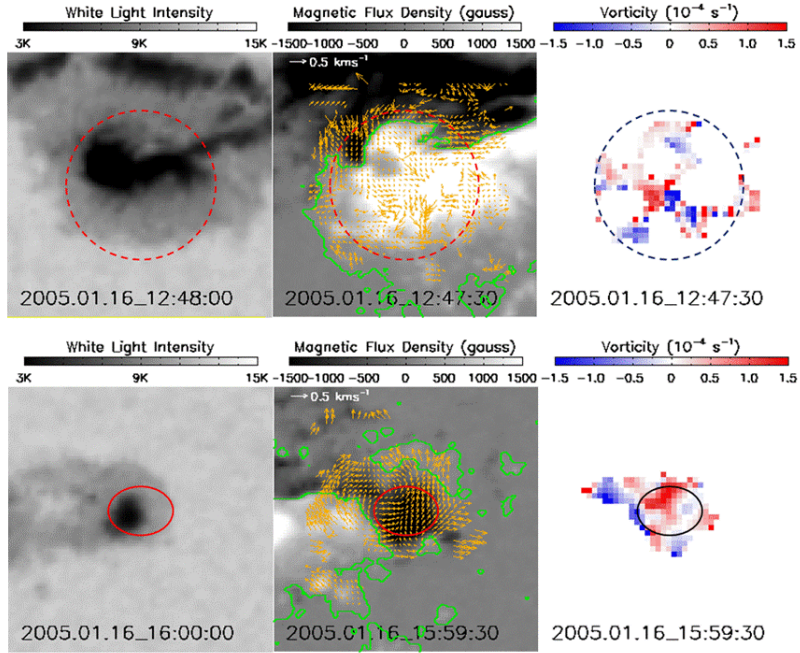 White Light Intensity
3K 9K 15K
Magnetic Flux Density (gauss)
-1500 -1000 -500 0 500 1000 1500
Vorticity (10⁻⁴ s⁻¹)
-1.5 -1.0 -0.5 0 0.5 1.0 1.5
0.5 kms⁻¹
2005.01.16_12:48:00
2005.01.16_12:47:30
2005.01.16_12:47:30
White Light Intensity
3K 9K 15K
Magnetic Flux Density (gauss)
-1500 -1000 -500 0 500 1000 1500
Vorticity (10⁻⁴ s⁻¹)
-1.5 -1.0 -0.5 0 0.5 1.0 1.5
0.5 kms⁻¹
2005.01.16_16:00:00
2005.01.16_15:59:30
2005.01.16_15:59:30